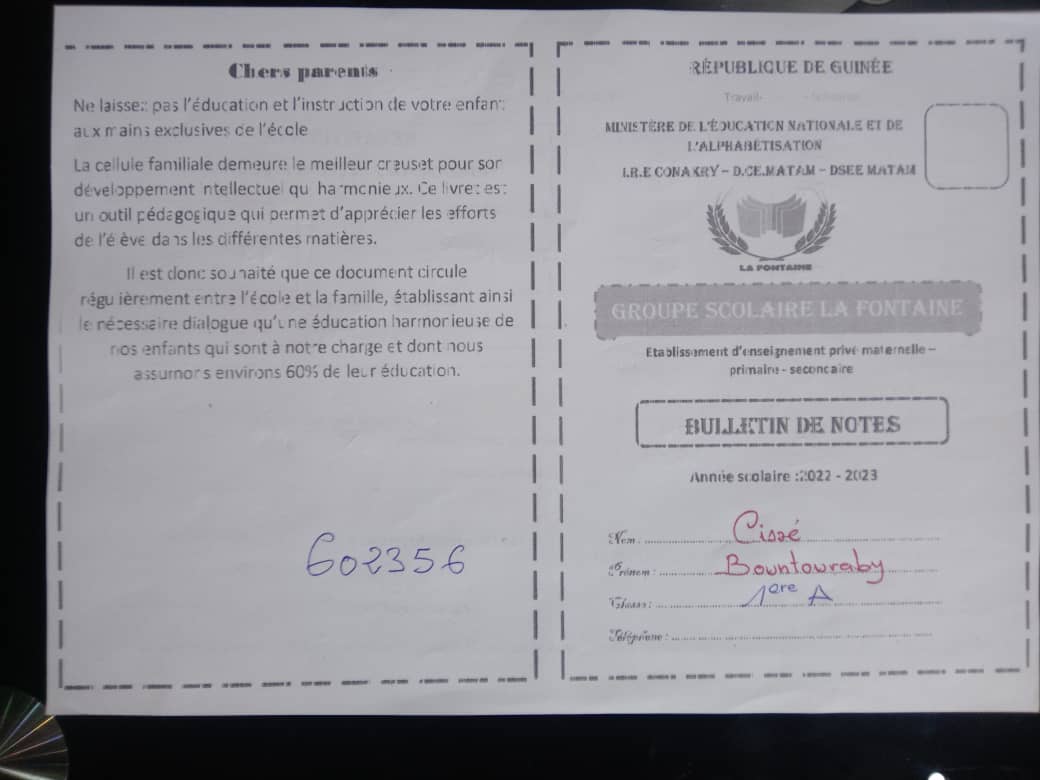 Chers parents
Ne laissez pas l'éducation et l'instruction de votre enfant
aux mains exclusives de l'école
La cellule familiale demeure le meilleur creuset pour son
développement intellectuel qui harmonieux. Ce livret est
un outil pédagogique qui permet d'apprécier les efforts
de l'élève dans les différentes matières.
Il est donc souhaité que ce document circule
régulièrement entre l'école et la famille, établissant ainsi
le nécessaire dialogue qu'une éducation harmonieuse de
nos enfants qui sont à notre charge et dont nous
assumons environs 60% de leur éducation.
602356
RÉPUBLIQUE DE GUINÉE
Travail-
MINISTÈRE DE L'ÉDUCATION NATIONALE ET DE
L'ALPHABÉTISATION
I.R.E CONAKRY – D.CE.MATAM – DSEE MATAM
LA FONTAINE
GROUPE SCOLAIRE LA FONTAINE
Etablissement d'enseignement privé maternelle –
primaire - secondaire
BULLETIN DE NOTES
Année scolaire :2022 - 2023
Nom : Cissé
Prénom : Bountouraby
Classe : 1ere A
Téléphone :